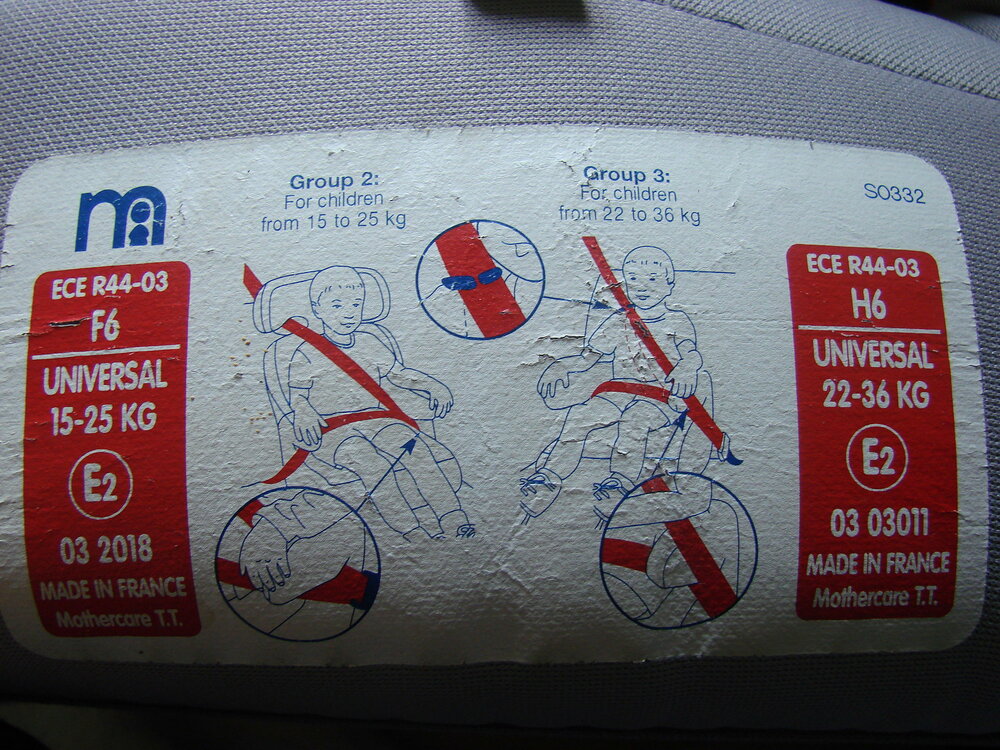 Group 2:
For children
from 15 to 25 kg
Group 3:
For children
from 22 to 36 kg
SO332
ECE R44-03
F6
UNIVERSAL
15-25 KG
E2
03 2018
MADE IN FRANCE
Mothercare T.T.
ECE R44-03
H6
UNIVERSAL
22-36 KG
E2
03 03011
MADE IN FRANCE
Mothercare T.T.